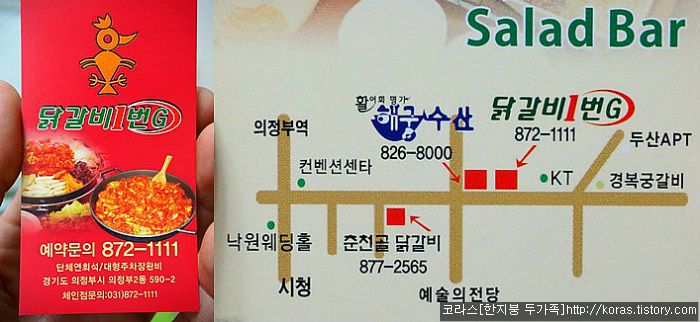 닭갈비1번G
예약문의 872-1111
단체연회석/대형주차장완비
경기도 의정부시 의정부2동 590-2
체인점문의:031)872-1111
Salad Bar
활어회 명가
해궁수산
826-8000
닭갈비1번G
872-1111
의정부역
두산APT
컨벤션센타
KT
경복궁갈비
낙원웨딩홀
춘천골 닭갈비
877-2565
시청
예술의전당
코라스[한지붕 두가족]http://koras.tistory.com